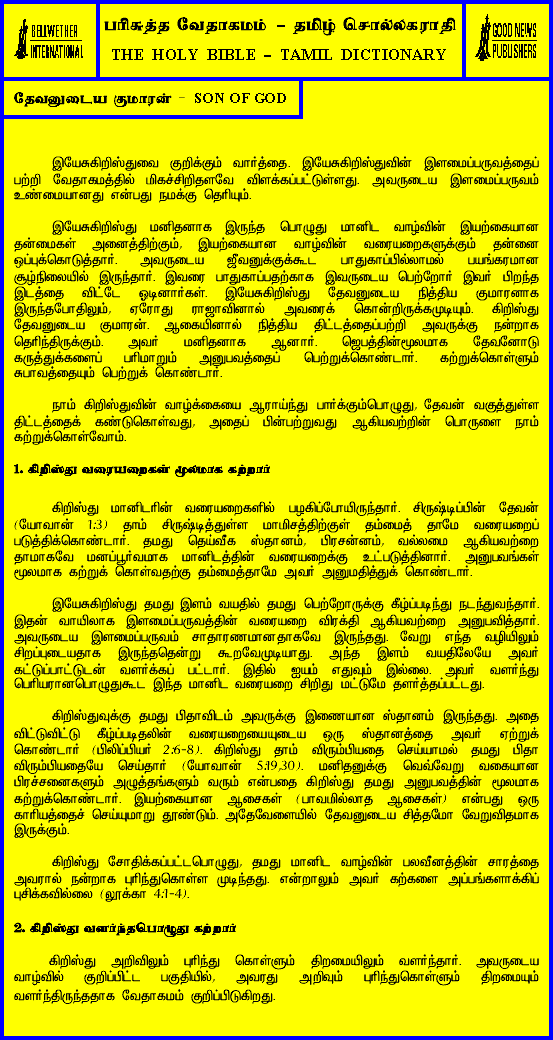 BELLWETHER
INTERNATIONAL
பரிசுத்த வேதாகமம் - தமிழ் சொல்லகராதி
THE HOLY BIBLE - TAMIL DICTIONARY
GOOD NEWS
PUBLISHERS
தேவனுடைய குமாரன் - SON OF GOD
இயேசுகிறிஸ்துவை குறிக்கும் வார்த்தை. இயேசுகிறிஸ்துவின் இளமைப்பருவத்தைப்
பற்றி வேதாகமத்தில் மிகச்சிறிதளவே விளக்கப்பட்டுள்ளது. அவருடைய இளமைப்பருவம்
உண்மையானது என்பது நமக்கு தெரியும்.
இயேசுகிறிஸ்து மனிதனாக இருந்த பொழுது மானிட வாழ்வின் இயற்கையான
தன்மைகள் அனைத்திற்கும், இயற்கையான வாழ்வின் வரையறைகளுக்கும் தன்னை
ஒப்புக்கொடுத்தார். அவருடைய ஜீவனுக்குக்கூட பாதுகாப்பில்லாமல் பயங்கரமான
சூழ்நிலையில் இருந்தார். இவரை பாதுகாப்பதற்காக இவருடைய பெற்றோர் இவர் பிறந்த
இடத்தை விட்டே ஓடினார்கள். இயேசுகிறிஸ்து தேவனுடைய நித்திய குமாரனாக
இருந்தபோதிலும், ஏரோது ராஜாவினால் அவரைக் கொன்றிருக்கமுடியும். கிறிஸ்து
தேவனுடைய குமாரன். ஆகையினால் நித்திய திட்டத்தைப்பற்றி அவருக்கு நன்றாக
தெரிந்திருக்கும். அவர் மனிதனாக ஆனார். ஜெபத்தின்மூலமாக தேவனோடு
கருத்துக்களைப் பரிமாறும் அனுபவத்தைப் பெற்றுக்கொண்டார். கற்றுக்கொள்ளும்
சுபாவத்தையும் பெற்றுக் கொண்டார்.
நாம் கிறிஸ்துவின் வாழ்க்கையை ஆராய்ந்து பார்க்கும்பொழுது, தேவன் வகுத்துள்ள
திட்டத்தைக் கண்டுகொள்வது, அதைப் பின்பற்றுவது ஆகியவற்றின் பொருளை நாம்
கற்றுக்கொள்வோம்.
1. கிறிஸ்து வரையறைகள் மூலமாக கற்றார்
கிறிஸ்து மானிடரின் வரையறைகளில் பழகிப்போயிருந்தார். சிருஷ்டிப்பின் தேவன்
(யோவான் 1:3) தாம் சிருஷ்டித்துள்ள மாமிசத்திற்குள் தம்மைத் தாமே வரையறைப்
படுத்திக்கொண்டார். தமது தெய்வீக ஸ்தானம், பிரசன்னம், வல்லமை ஆகியவற்றை
தாமாகவே மனப்பூர்வமாக மானிடத்தின் வரையறைக்கு உட்படுத்தினார். அனுபவங்கள்
மூலமாக கற்றுக் கொள்வதற்கு தம்மைத்தாமே அவர் அனுமதித்துக் கொண்டார்.
இயேசுகிறிஸ்து தமது இளம் வயதில் தமது பெற்றோருக்கு கீழ்ப்படிந்து நடந்துவந்தார்.
இதன் வாயிலாக இளமைப்பருவத்தின் வரையறை விரக்தி ஆகியவற்றை அனுபவித்தார்.
அவருடைய இளமைப்பருவம் சாதாரணமானதாகவே இருந்தது. வேறு எந்த வழியிலும்
சிறப்புடையதாக இருந்ததென்று கூறவேமுடியாது. அந்த இளம் வயதிலேயே அவர்
கட்டுப்பாட்டுடன் வளர்க்கப் பட்டார். இதில் ஐயம் எதுவும் இல்லை. அவர் வளர்ந்து
பெரியரானபொழுதுகூட இந்த மானிட வரையறை சிறிது மட்டுமே தளர்த்தப்பட்டது.
கிறிஸ்துவுக்கு தமது பிதாவிடம் அவருக்கு இணையான ஸ்தானம் இருந்தது. அதை
விட்டுவிட்டு கீழ்ப்படிதலின் வரையறையையுடைய ஒரு ஸ்தானத்தை அவர் ஏற்றுக்
கொண்டார் (பிலிப்பியர் 2:6-8). கிறிஸ்து தாம் விரும்பியதை செய்யாமல் தமது பிதா
விரும்பியதையே செய்தார் (யோவான் 5:19,30). மனிதனுக்கு வெவ்வேறு வகையான
பிரச்சனைகளும் அழுத்தங்களும் வரும் என்பதை கிறிஸ்து தமது அனுபவத்தின் மூலமாக
கற்றுக்கொண்டார். இயற்கையான ஆசைகள் (பாவமில்லாத ஆசைகள்) என்பது ஒரு
காரியத்தைச் செய்யுமாறு தூண்டும். அதேவேளையில் தேவனுடைய சித்தமோ வேறுவிதமாக
இருக்கும்.
கிறிஸ்து சோதிக்கப்பட்டபொழுது, தமது மானிட வாழ்வின் பலவீனத்தின் சாரத்தை
அவரால் நன்றாக புரிந்துகொள்ள முடிந்தது. என்றாலும் அவர் கற்களை அப்பங்களாக்கிப்
புசிக்கவில்லை (லூக்கா 4:1-4).
2. கிறிஸ்து வளர்ந்தபொழுது கற்றார்
கிறிஸ்து அறிவிலும் புரிந்து கொள்ளும் திறமையிலும் வளர்ந்தார். அவருடைய
வாழ்வில் குறிப்பிட்ட பகுதியில், அவரது அறிவும் புரிந்துகொள்ளும் திறமையும்
வளர்ந்திருந்ததாக வேதாகமம் குறிப்பிடுகிறது.